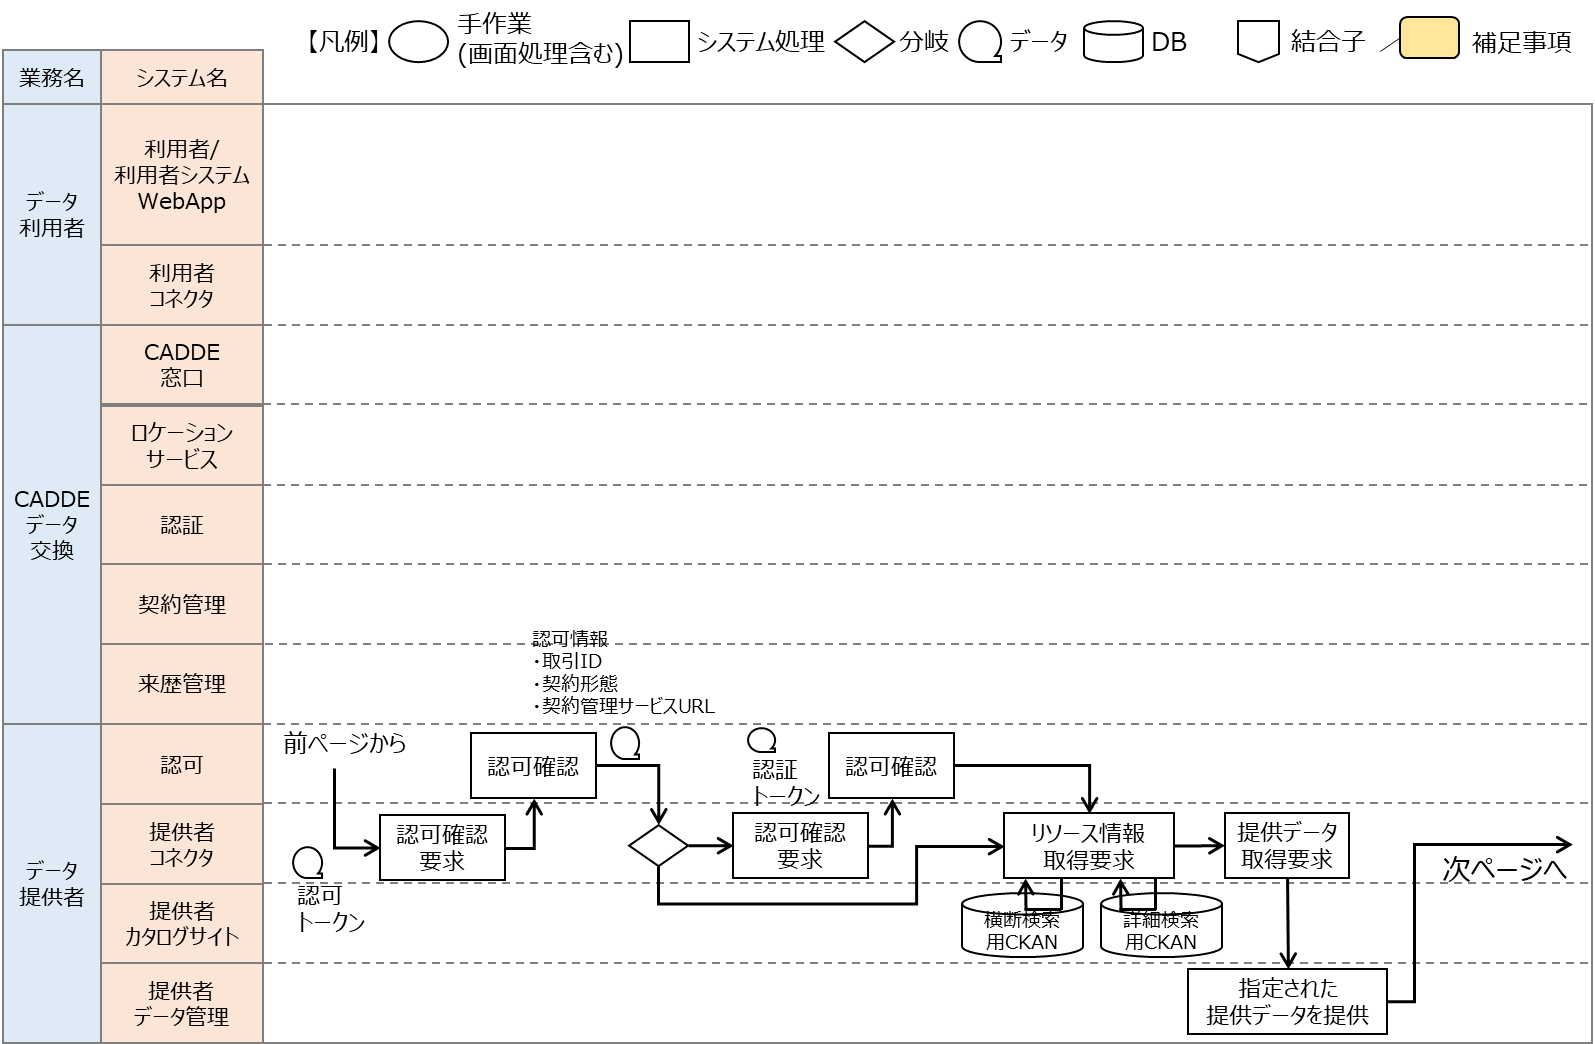 【凡例】
手作業
(画面処理含む)
システム処理
分岐
データ
DB
結合子
補足事項
業務名
システム名
データ
利用者
利用者/
利用者システム
WebApp
利用者
コネクタ
CADDE
データ
交換
CADDE
窓口
ロケーション
サービス
認証
契約管理
来歴管理
認可情報
・取引ID
・契約形態
・契約管理サービスURL
データ
提供者
認可
前ページから
認可確認
認証
トークン
認可確認
提供者
コネクタ
認可確認
要求
認可
トークン
認可確認
要求
リソース情報
取得要求
提供データ
取得要求
次ページへ
提供者
カタログサイト
横断検索
用CKAN
詳細検索
用CKAN
提供者
データ管理
指定された
提供データを提供